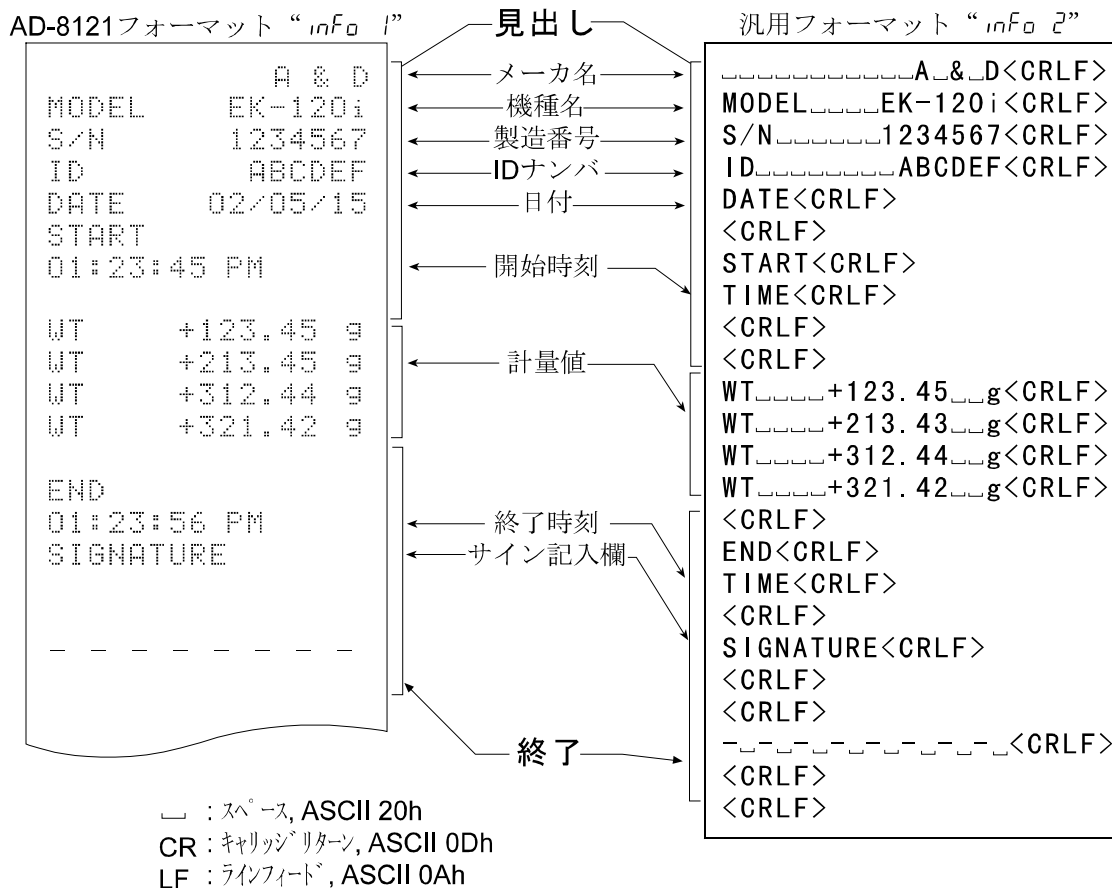 AD-8121フォーマット “info 1”
A & D
MODEL EK-120i
S/N 1234567
ID ABCDEF
DATE 02/05/15
START
01:23:45 PM
WT +123.45 g
WT +213.45 g
WT +312.44 g
WT +321.42 g
END
01:23:56 PM
SIGNATURE
_ _ _ _ _ _ _ _ _
見出し
メーカ名
機種名
製造番号
IDナンバ
日付
開始時刻
計量値
終了時刻
サイン記入欄
終了
汎用フォーマット “info 2”
␣␣␣␣␣␣␣␣␣␣␣A␣&␣D<CRLF>
MODEL␣␣␣␣EK-120i<CRLF>
S/N␣␣␣␣␣␣1234567<CRLF>
ID␣␣␣␣␣␣␣␣ABCDEF<CRLF>
DATE<CRLF>
<CRLF>
START<CRLF>
TIME<CRLF>
<CRLF>
<CRLF>
WT␣␣␣␣+123.45␣␣g<CRLF>
WT␣␣␣␣+213.43␣␣g<CRLF>
WT␣␣␣␣+312.44␣␣g<CRLF>
WT␣␣␣␣+321.42␣␣g<CRLF>
<CRLF>
END<CRLF>
TIME<CRLF>
<CRLF>
SIGNATURE<CRLF>
<CRLF>
<CRLF>
-␣-␣-␣-␣-␣-␣-␣-␣<CRLF>
<CRLF>
<CRLF>
␣ : ｽﾍﾟｰｽ, ASCII 20h
CR : ｷｬﾘｯｼﾞﾘﾀｰﾝ, ASCII 0Dh
LF : ﾗｲﾝﾌｨｰﾄﾞ, ASCII 0Ah